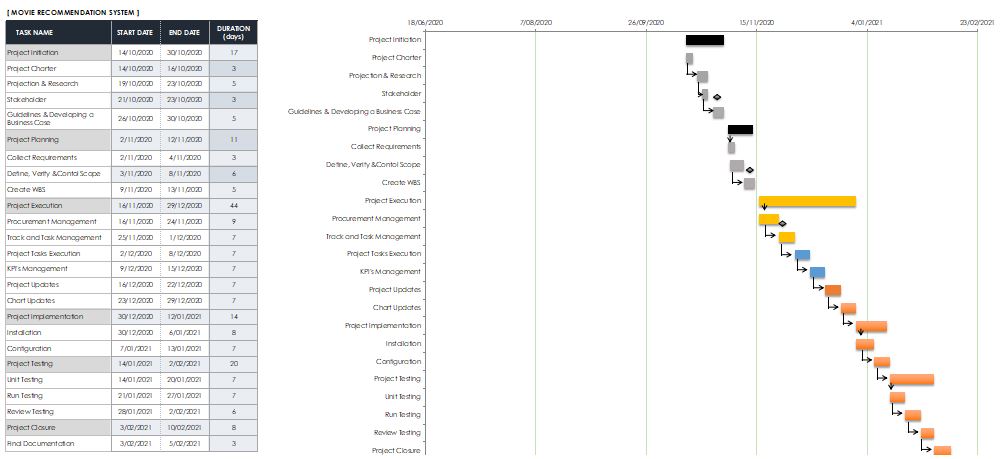 [ MOVIE RECOMMENDATION SYSTEM ]
TASK NAME START DATE END DATE DURATION (days)
Project Initiation 14/10/2020 30/10/2020 17
Project Charter 14/10/2020 16/10/2020 3
Projection & Research 19/10/2020 23/10/2020 5
Stakeholder 21/10/2020 23/10/2020 3
Guidelines & Developing a
Business Case 26/10/2020 30/10/2020 5
Project Planning 2/11/2020 12/11/2020 11
Collect Requirements 2/11/2020 4/11/2020 3
Define, Verify &Contol Scope 3/11/2020 8/11/2020 6
Create WBS 9/11/2020 13/11/2020 5
Project Execution 16/11/2020 29/12/2020 44
Procurement Management 16/11/2020 24/11/2020 9
Track and Task Management 25/11/2020 1/12/2020 7
Project Tasks Execution 2/12/2020 8/12/2020 7
KPI's Management 9/12/2020 15/12/2020 7
Project Updates 16/12/2020 22/12/2020 7
Chart Updates 23/12/2020 29/12/2020 7
Project Implementation 30/12/2020 12/01/2021 14
Installation 30/12/2020 6/01/2021 8
Configuration 7/01/2021 13/01/2021 7
Project Testing 14/01/2021 2/02/2021 20
Unit Testing 14/01/2021 20/01/2021 7
Run Testing 21/01/2021 27/01/2021 7
Review Testing 28/01/2021 2/02/2021 6
Project Closure 3/02/2021 10/02/2021 8
Final Documentation 3/02/2021 5/02/2021 3
18/06/2020 7/08/2020 26/09/2020 15/11/2020 4/01/2021 23/02/2021
Project Initiation
Project Charter
Projection & Research
Stakeholder
Guidelines & Developing a Business Case
Project Planning
Collect Requirements
Define, Verify &Contol Scope
Create WBS
Project Execution
Procurement Management
Track and Task Management
Project Tasks Execution
KPI's Management
Project Updates
Chart Updates
Project Implementation
Installation
Configuration
Project Testing
Unit Testing
Run Testing
Review Testing
Project Closure